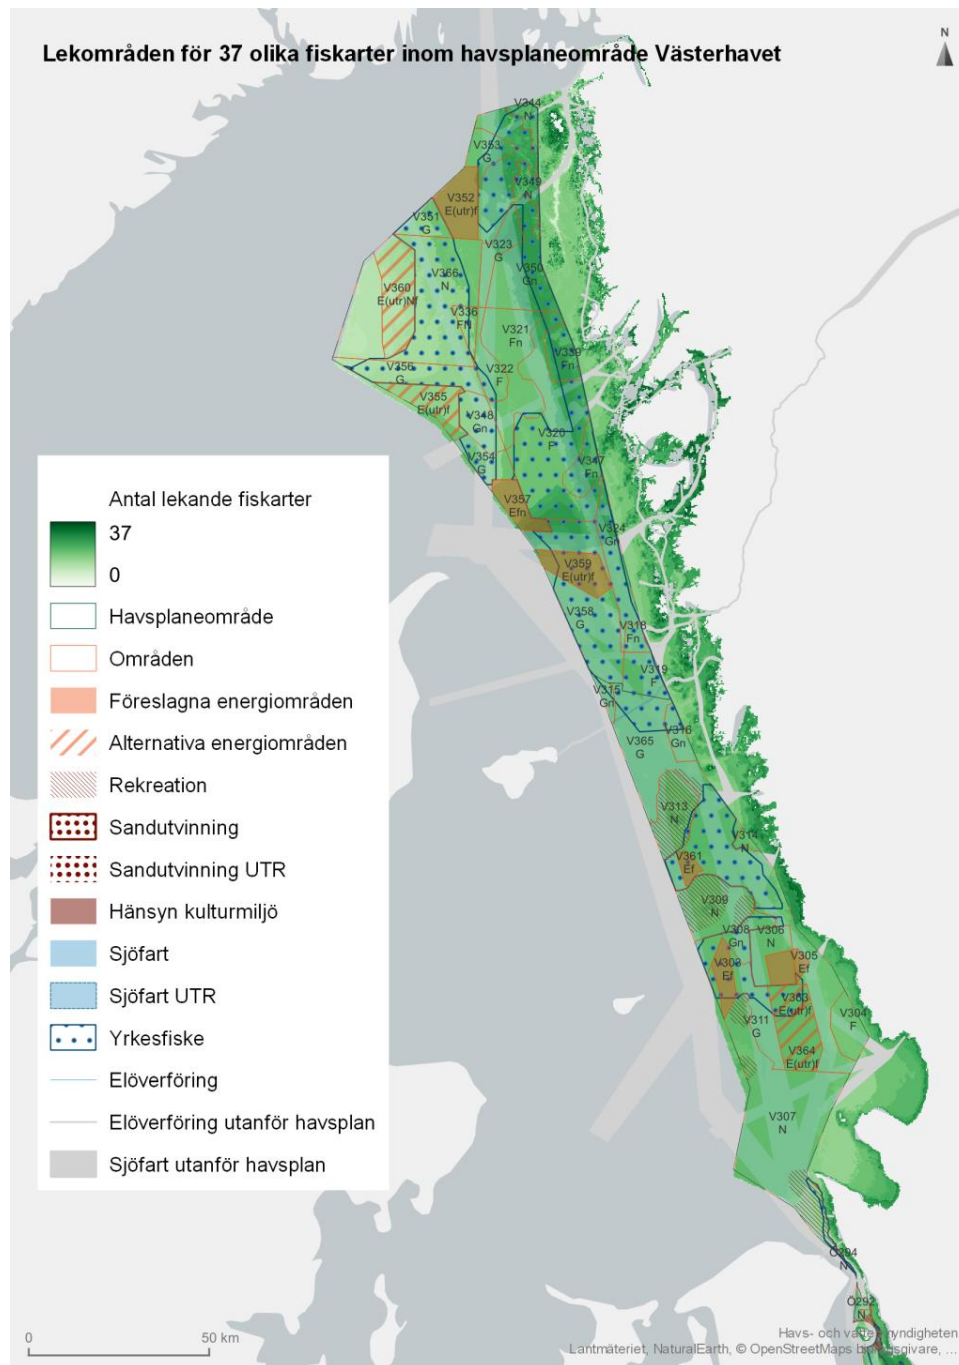 Lekområden för 37 olika fiskarter inom havsplaneområde Västerhavet
N
V344
N
V353
G
V349
N
V352
E(utr)f
V351
G
V323
G
V350
Gn
V366
N
V360
E(utr)Nf
V336
FN
V321
Fn
V339
Fn
V356
G
V322
F
V355
E(utr)f
V348
Gn
V320
F
V354
G
V347
Fn
V357
Efn
V324
Gn
V359
E(utr)f
V358
G
V318
Fn
V319
F
V315
Gn
V316
Gn
V365
G
V313
N
V314
N
V361
Ef
V309
N
V308
Gn
V306
N
V303
Ef
V305
Ef
V363
E(utr)f
V311
G
V304
F
V364
E(utr)f
V307
N
Ö294
N
Ö292
N
Antal lekande fiskarter
37
0
Havsplaneområde
Områden
Föreslagna energiområden
Alternativa energiområden
Rekreation
Sandutvinning
Sandutvinning UTR
Hänsyn kulturmiljö
Sjöfart
Sjöfart UTR
Yrkesfiske
Elöverföring
Elöverföring utanför havsplan
Sjöfart utanför havsplan
0 50 km
Havs- och vattenmyndigheten
Lantmäteriet, NaturalEarth, © OpenStreetMaps bidragsgivare, ...